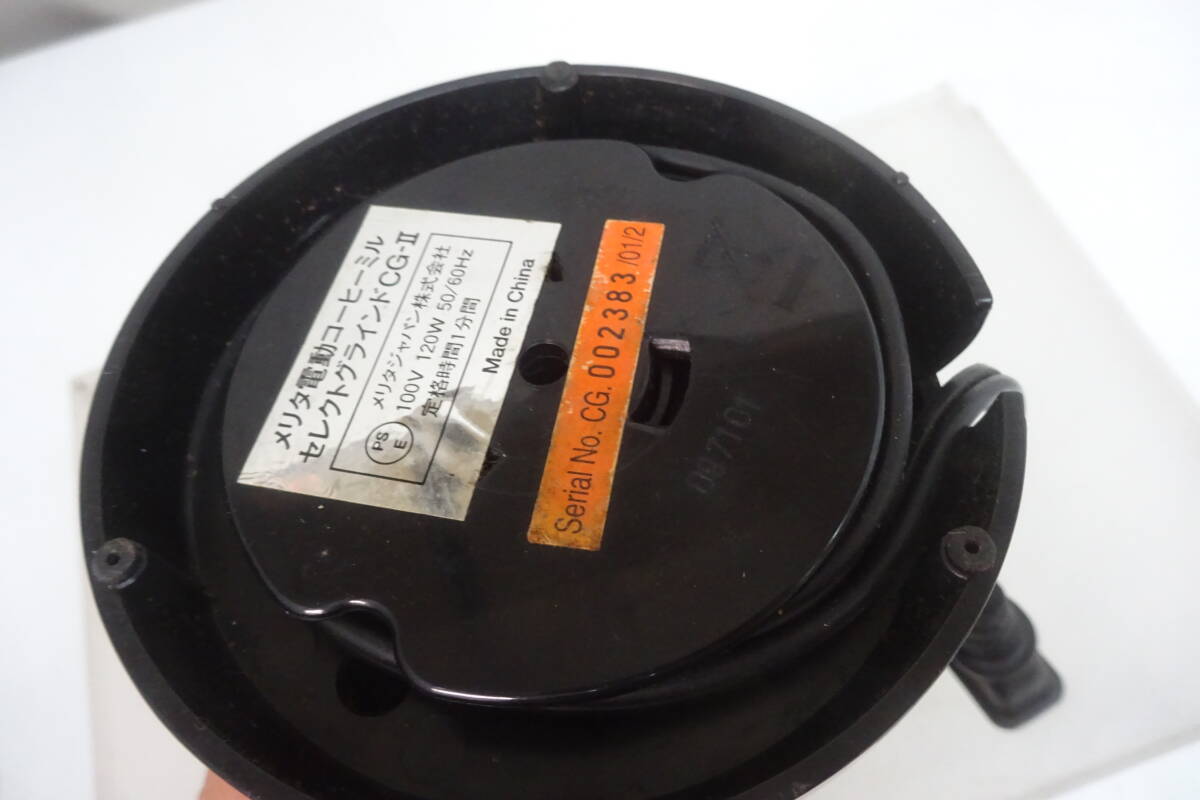 メリタ電動コーヒーミル
セレクトグラインドCG-Ⅱ
PS
E
メリタジャパン株式会社
100V 120W 50/60Hz
定格時間1分間
Made in China
Serial No. CG. 002383/01/2